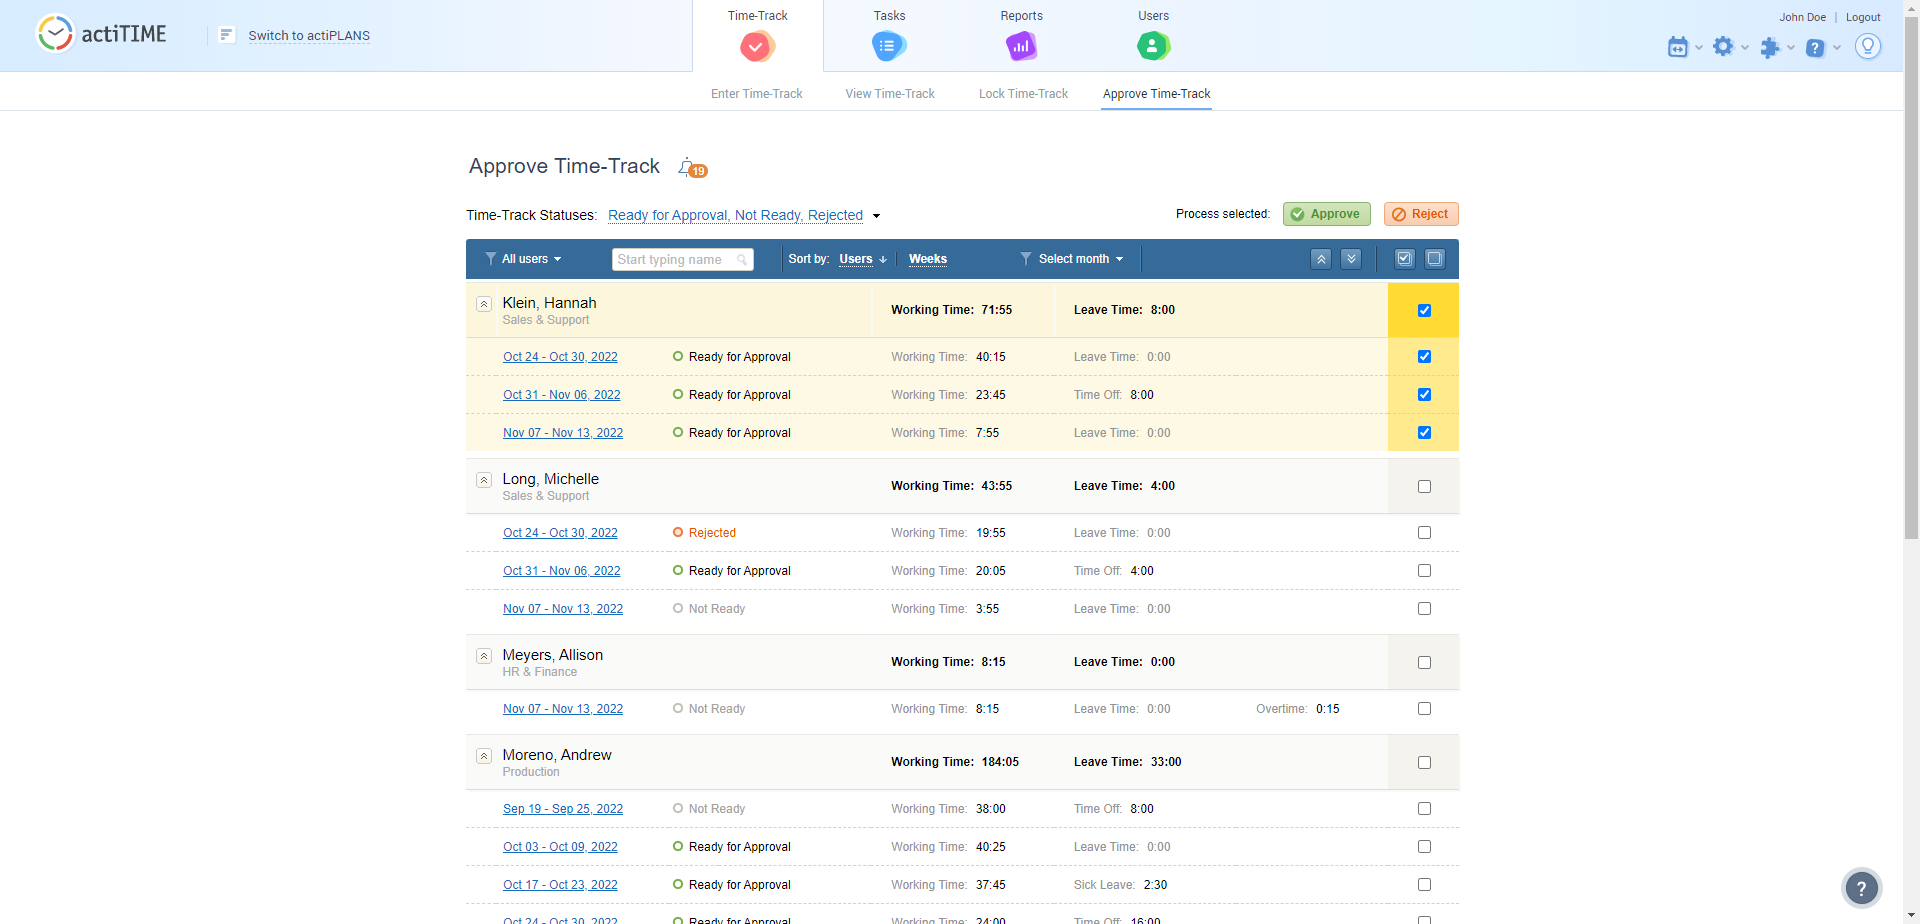 actiTIME
Switch to actiPLANS
Time-Track
Tasks
Reports
Users
John Doe | Logout
Enter Time-Track
View Time-Track
Lock Time-Track
Approve Time-Track
Approve Time-Track 19
Time-Track Statuses: Ready for Approval, Not Ready, Rejected
Process selected: Approve Reject
All users Start typing name Sort by: Users Weeks Select month
Klein, Hannah Working Time: 71:55 Leave Time: 8:00
Sales & Support
Oct 24 - Oct 30, 2022 Ready for Approval Working Time: 40:15 Leave Time: 0:00
Oct 31 - Nov 06, 2022 Ready for Approval Working Time: 23:45 Time Off: 8:00
Nov 07 - Nov 13, 2022 Ready for Approval Working Time: 7:55 Leave Time: 0:00
Long, Michelle Working Time: 43:55 Leave Time: 4:00
Sales & Support
Oct 24 - Oct 30, 2022 Rejected Working Time: 19:55 Leave Time: 0:00
Oct 31 - Nov 06, 2022 Ready for Approval Working Time: 20:05 Time Off: 4:00
Nov 07 - Nov 13, 2022 Not Ready Working Time: 3:55 Leave Time: 0:00
Meyers, Allison Working Time: 8:15 Leave Time: 0:00
HR & Finance
Nov 07 - Nov 13, 2022 Not Ready Working Time: 8:15 Leave Time: 0:00 Overtime: 0:15
Moreno, Andrew Working Time: 184:05 Leave Time: 33:00
Production
Sep 19 - Sep 25, 2022 Not Ready Working Time: 38:00 Time Off: 8:00
Oct 03 - Oct 09, 2022 Ready for Approval Working Time: 40:25 Leave Time: 0:00
Oct 17 - Oct 23, 2022 Ready for Approval Working Time: 37:45 Sick Leave: 2:30
Oct 24 - Oct 30, 2022 Ready for Approval Working Time: 24:00 Time Off: 16:00